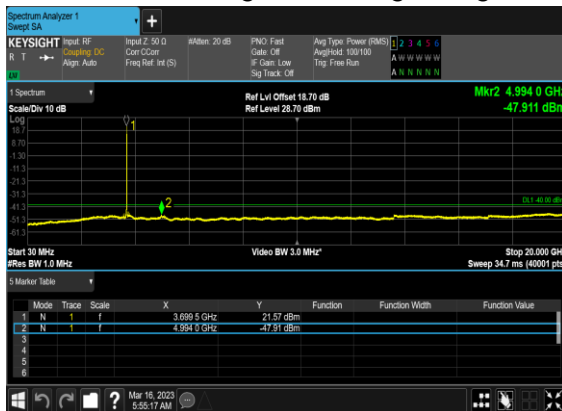 Spectrum Analyzer 1
Swept SA
KEYSIGHT Input: RF Input Z: 50 Ω #Atten: 20 dB PNO: Fast Avg Type: Power (RMS) 1 2 3 4 5 6
R T Coupling: DC Corr CCorr Gate: Off Avg|Hold: 100/100 A W W W W W
Align: Auto Freq Ref: Int (S) IF Gain: Low Trig: Free Run
Sig Track: Off A N N N N N
1 Spectrum Ref Lvl Offset 18.70 dB Mkr2 4.994 0 GHz
Scale/Div 10 dB Ref Level 28.70 dBm -47.911 dBm
Log
18.7
8.70
-1.30
-11.3
-21.3
-31.3
-41.3
-51.3
-61.3
1
2
DL1 -40.00 dBm
Start 30 MHz Video BW 3.0 MHz* Stop 20.000 GHz
#Res BW 1.0 MHz Sweep 34.7 ms (40001 pts)
5 Marker Table
Mode Trace Scale X Y Function Function Width Function Value
1 N 1 f 3.699 5 GHz 21.57 dBm
2 N 1 f 4.994 0 GHz -47.91 dBm
3
4
5
6
? Mar 16, 2023
5:55:17 AM